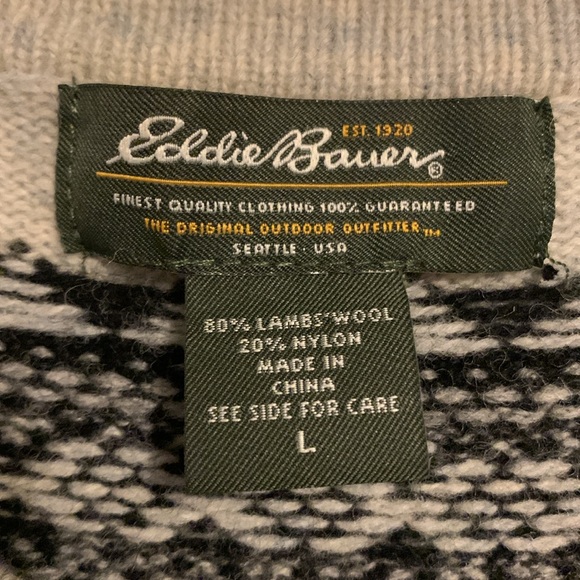 EST. 1920
Eddie Bauer®
FINEST QUALITY CLOTHING 100% GUARANTEED
THE ORIGINAL OUTDOOR OUTFITTER™
SEATTLE · USA
80% LAMBS' WOOL
20% NYLON
MADE IN
CHINA
SEE SIDE FOR CARE
L